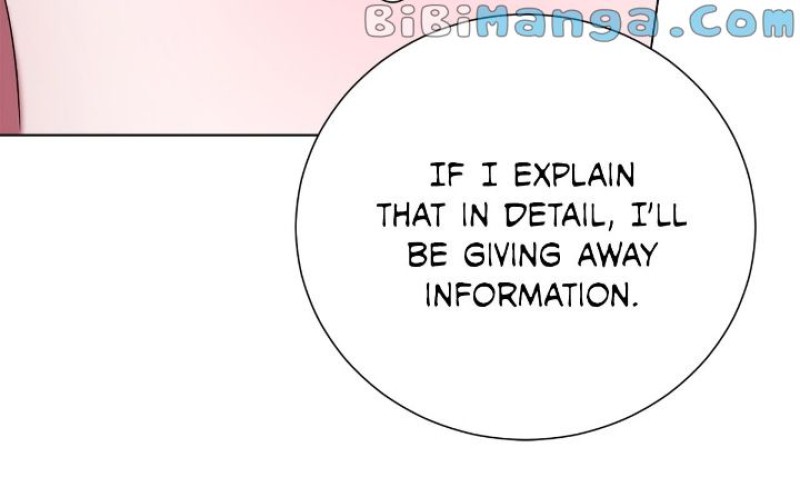 BiBiManga.Com
IF I EXPLAIN
THAT IN DETAIL, I'LL
BE GIVING AWAY
INFORMATION.